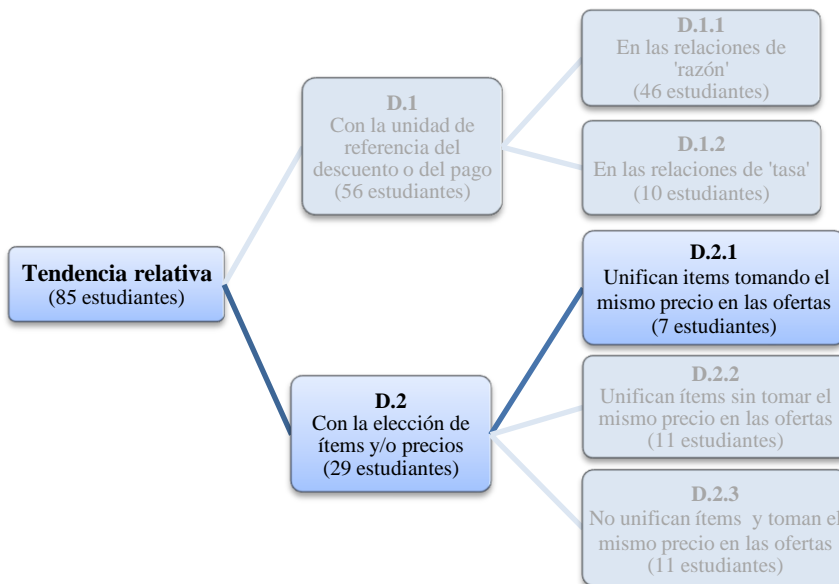 D.1.1
En las relaciones de
'razón'
(46 estudiantes)
D.1
Con la unidad de
referencia del
descuento o del pago
(56 estudiantes)
D.1.2
En las relaciones de 'tasa'
(10 estudiantes)
Tendencia relativa
(85 estudiantes)
D.2.1
Unifican items tomando el
mismo precio en las ofertas
(7 estudiantes)
D.2
Con la elección de
ítems y/o precios
(29 estudiantes)
D.2.2
Unifican ítems sin tomar el
mismo precio en las ofertas
(11 estudiantes)
D.2.3
No unifican ítems y toman el
mismo precio en las ofertas
(11 estudiantes)